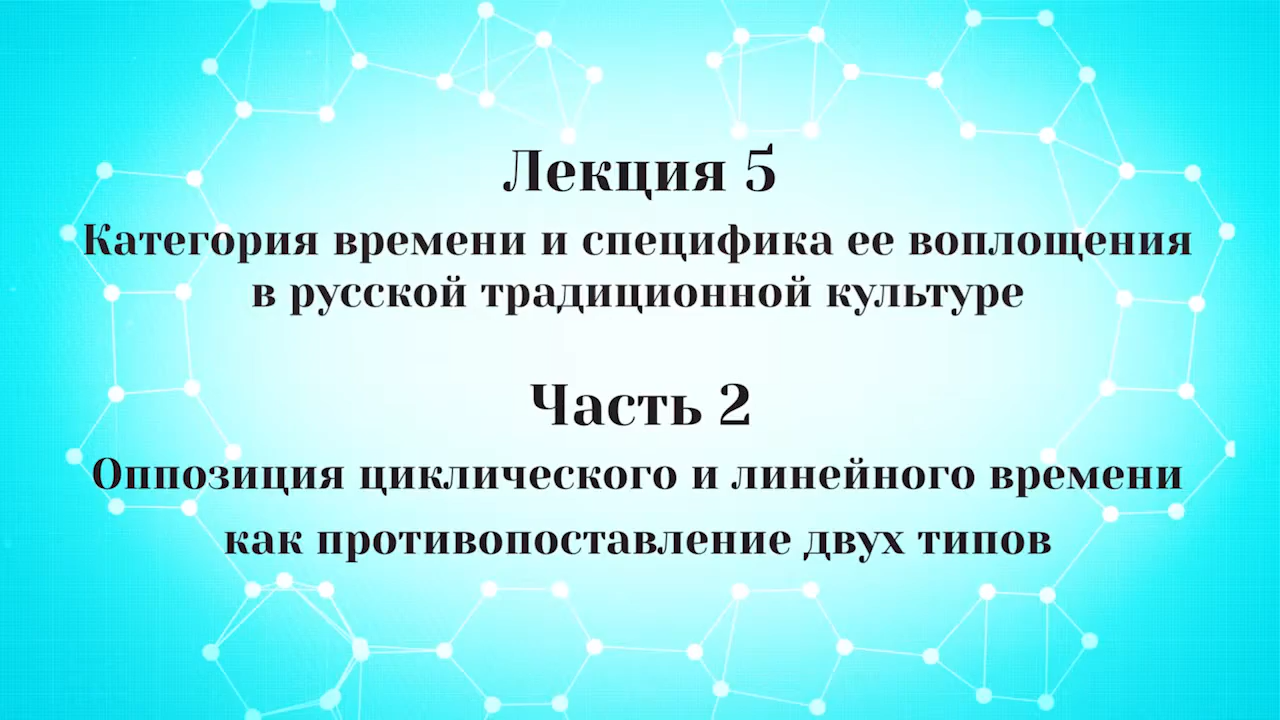 Лекция 5
Категория времени и специфика ее воплощения
в русской традиционной культуре
Часть 2
Оппозиция циклического и линейного времени
как противопоставление двух типов